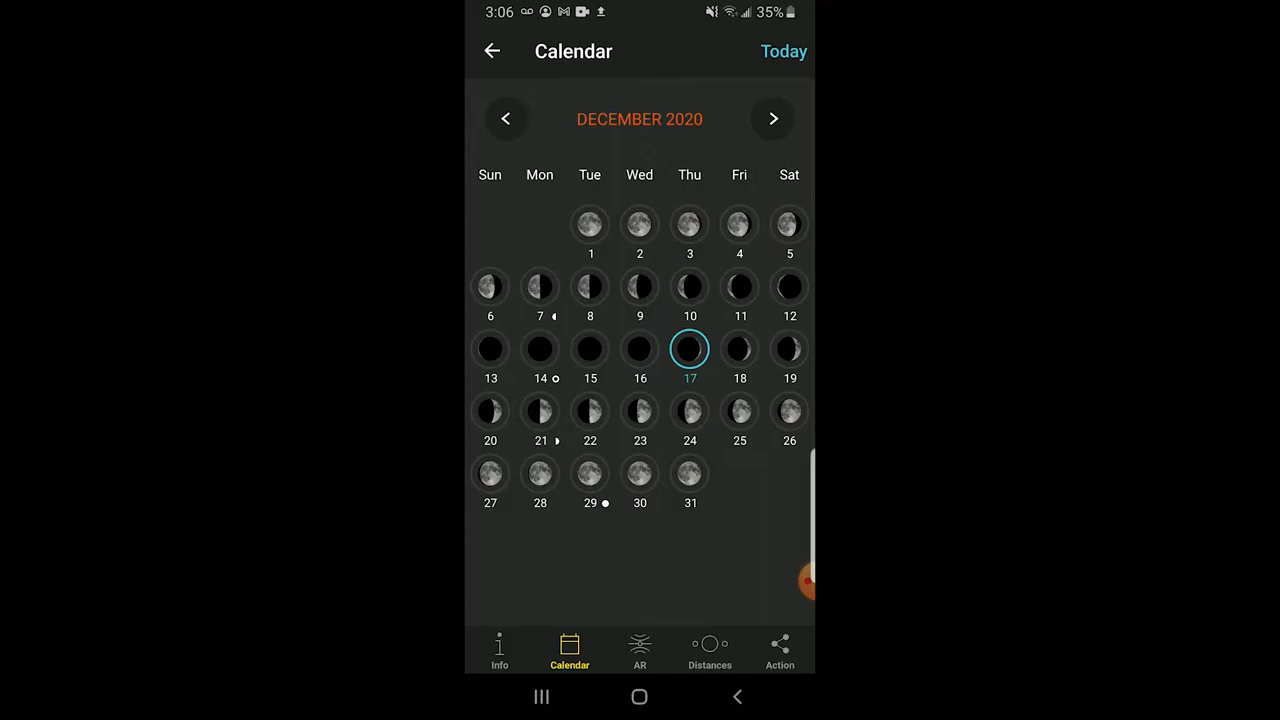 3:06 35%
Calendar Today
DECEMBER 2020
Sun Mon Tue Wed Thu Fri Sat
1 2 3 4 5
6 7 8 9 10 11 12
13 14 15 16 17 18 19
20 21 22 23 24 25 26
27 28 29 30 31
Info Calendar AR Distances Action